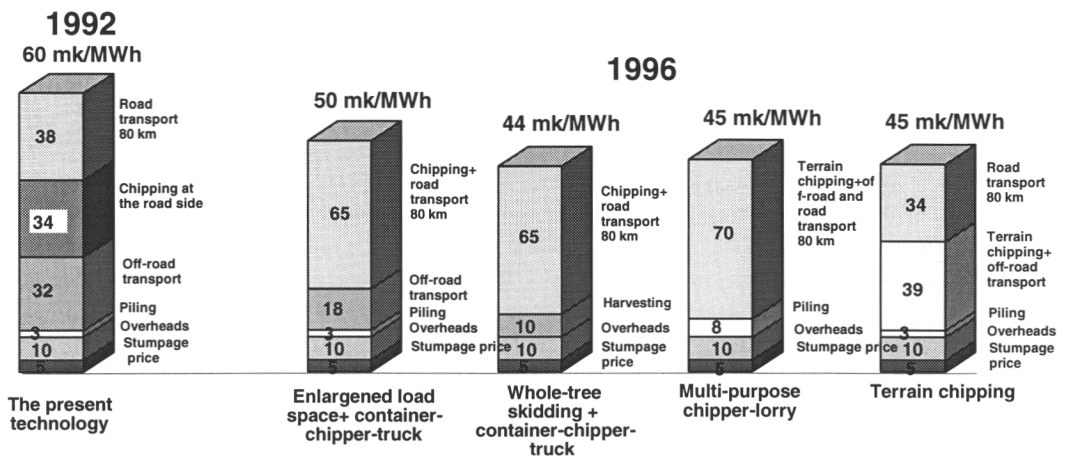 1992
60 mk/MWh
38
34
32
3
10
5
Road
transport
80 km
Chipping at
the road side
Off-road
transport
Piling
Overheads
Stumpage
price
The present
technology
1996
50 mk/MWh
65
18
3
10
5
Chipping+
road
transport
80 km
Off-road
transport
Piling
Overheads
Stumpage price
Enlargened load
space+ container-
chipper-truck
44 mk/MWh
65
10
10
5
Chipping+
road
transport
80 km
Harvesting
Overheads
Stumpage
price
Whole-tree
skidding +
container-chipper-
truck
45 mk/MWh
70
8
10
5
Terrain
chipping+of
f-road and
road
transport
80 km
Piling
Overheads
Stumpage price
Multi-purpose
chipper-lorry
45 mk/MWh
34
39
3
10
5
Road
transport
80 km
Terrain
chipping+
off-road
transport
Piling
Overheads
Stumpage
price
Terrain chipping